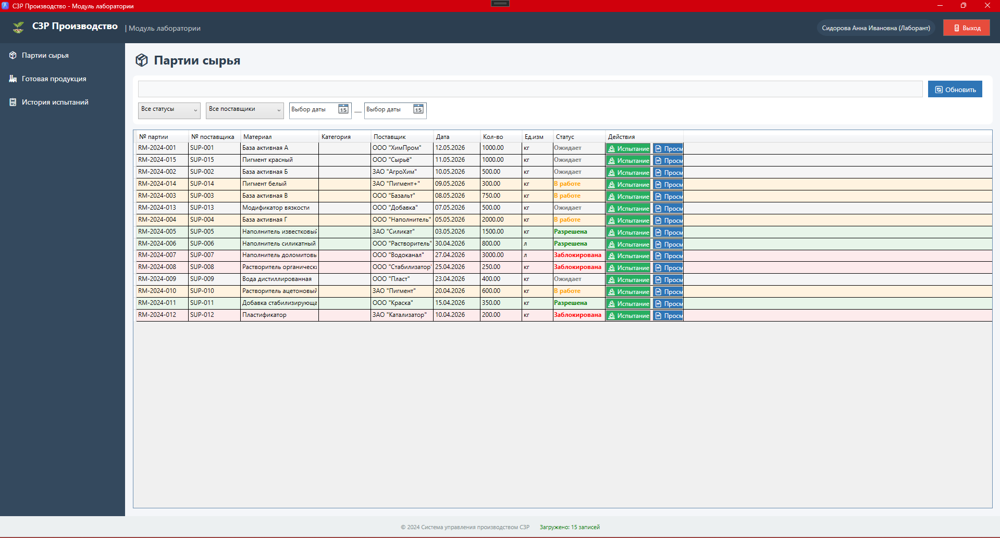 СЗР Производство - Модуль лаборатории
СЗР Производство | Модуль лаборатории
Сидорова Анна Ивановна (Лаборант)
Выход
Партии сырья
Готовая продукция
История испытаний
Партии сырья
Обновить
Все статусы Все поставщики Выбор даты 15 — Выбор даты 15
№ партии № поставщика Материал Категория Поставщик Дата Кол-во Ед.изм Статус Действия
RM-2024-001 SUP-001 База активная А ООО "ХимПром" 12.05.2026 1000.00 кг Ожидает Испытание Просм
RM-2024-015 SUP-015 Пигмент красный ООО "Сырьё" 11.05.2026 1000.00 кг Ожидает Испытание Просм
RM-2024-002 SUP-002 База активная Б ЗАО "АгроХим" 10.05.2026 500.00 кг Ожидает Испытание Просм
RM-2024-014 SUP-014 Пигмент белый ЗАО "Пигмент+" 09.05.2026 300.00 кг В работе Испытание Просм
RM-2024-003 SUP-003 База активная В ООО "Базальт" 08.05.2026 750.00 кг В работе Испытание Просм
RM-2024-013 SUP-013 Модификатор вязкости ООО "Добавка" 07.05.2026 500.00 кг Ожидает Испытание Просм
RM-2024-004 SUP-004 База активная Г ООО "Наполнитель" 05.05.2026 2000.00 кг В работе Испытание Просм
RM-2024-005 SUP-005 Наполнитель известковый ЗАО "Силикат" 03.05.2026 1500.00 кг Разрешена Испытание Просм
RM-2024-006 SUP-006 Наполнитель силикатный ООО "Растворитель" 30.04.2026 800.00 л Разрешена Испытание Просм
RM-2024-007 SUP-007 Наполнитель доломитовы ООО "Водоканал" 27.04.2026 3000.00 л Заблокирована Испытание Просм
RM-2024-008 SUP-008 Растворитель органически ООО "Стабилизатор" 25.04.2026 250.00 кг Заблокирована Испытание Просм
RM-2024-009 SUP-009 Вода дистиллированная ООО "Пласт" 23.04.2026 400.00 кг Ожидает Испытание Просм
RM-2024-010 SUP-010 Растворитель ацетоновый ЗАО "Пигмент" 20.04.2026 600.00 кг В работе Испытание Просм
RM-2024-011 SUP-011 Добавка стабилизирующа ООО "Краска" 15.04.2026 350.00 кг Разрешена Испытание Просм
RM-2024-012 SUP-012 Пластификатор ЗАО "Катализатор" 10.04.2026 200.00 кг Заблокирована Испытание Просм
© 2024 Система управления производством СЗР Загружено: 15 записей